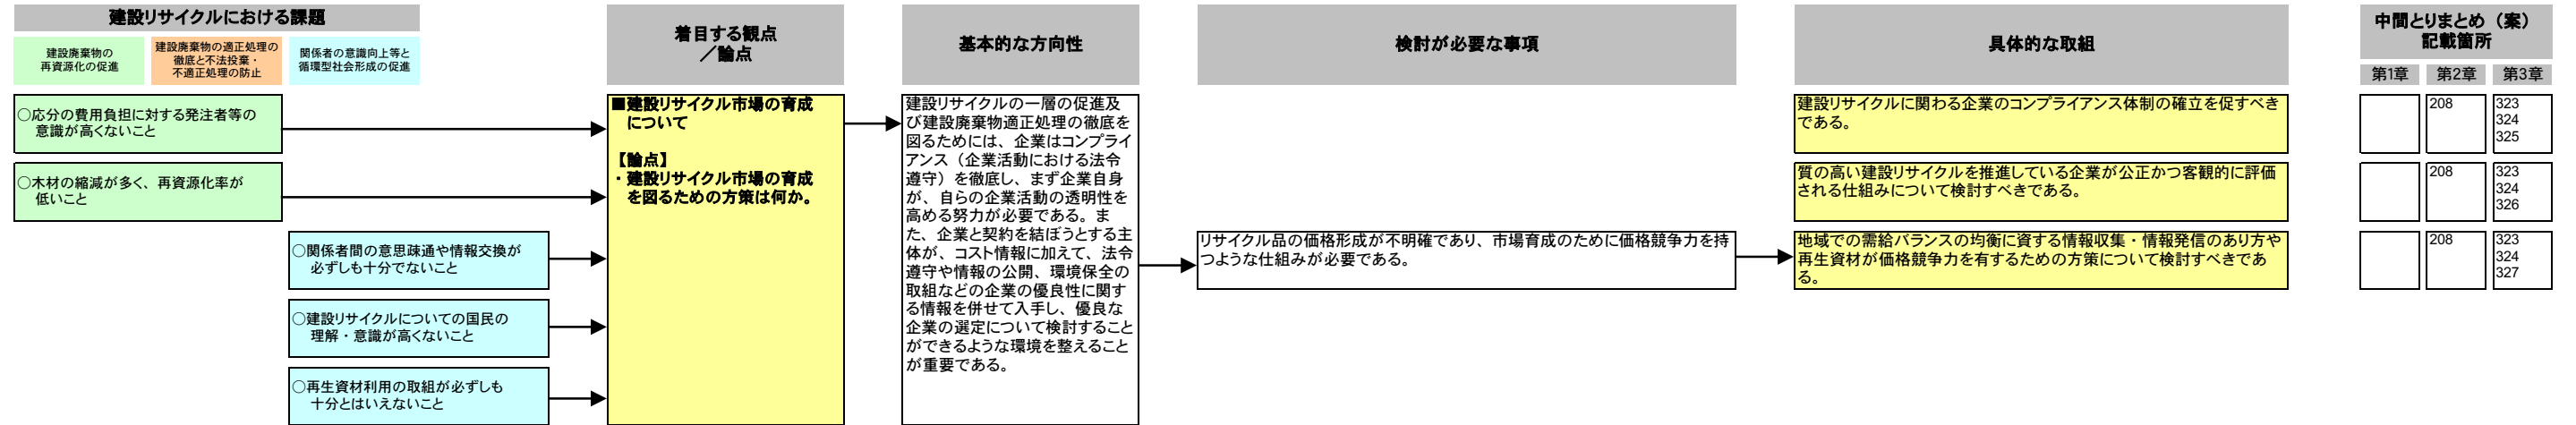 建設リサイクルにおける課題
建設廃棄物の
再資源化の促進
建設廃棄物の適正処理の
徹底と不法投棄・
不適正処理の防止
関係者の意識向上等と
循環型社会形成の促進
着目する観点
／論点
基本的な方向性
検討が必要な事項
具体的な取組
中間とりまとめ（案）
記載箇所
第1章 第2章 第3章
○応分の費用負担に対する発注者等の
意識が高くないこと
○木材の縮減が多く、再資源化率が
低いこと
○関係者間の意思疎通や情報交換が
必ずしも十分でないこと
○建設リサイクルについての国民の
理解・意識が高くないこと
○再生資材利用の取組が必ずしも
十分とはいえないこと
■建設リサイクル市場の育成
について
【論点】
・建設リサイクル市場の育成
を図るための方策は何か。
建設リサイクルの一層の促進及
び建設廃棄物適正処理の徹底を
図るためには、企業はコンプライ
アンス（企業活動における法令
遵守）を徹底し、まず企業自身
が、自らの企業活動の透明性を
高める努力が必要である。ま
た、企業と契約を結ぼうとする主
体が、コスト情報に加えて、法令
遵守や情報の公開、環境保全の
取組などの企業の優良性に関す
る情報を併せて入手し、優良な
企業の選定について検討すること
ができるような環境を整えること
が重要である。
リサイクル品の価格形成が不明確であり、市場育成のために価格競争力を持
つような仕組みが必要である。
建設リサイクルに関わる企業のコンプライアンス体制の確立を促すべき
である。
208
323
324
325
質の高い建設リサイクルを推進している企業が公正かつ客観的に評価
される仕組みについて検討すべきである。
208
323
324
326
地域での需給バランスの均衡に資する情報収集・情報発信のあり方や
再生資材が価格競争力を有するための方策について検討すべきであ
る。
208
323
324
327